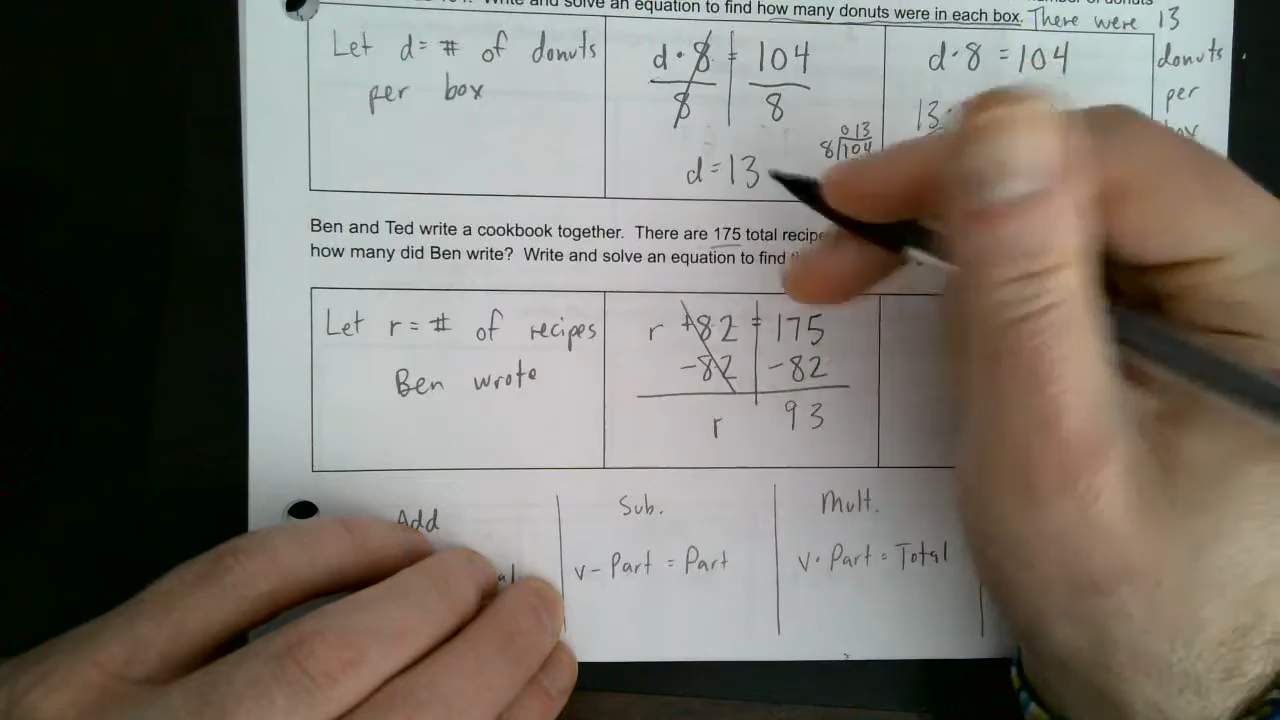 and solve an equation to find how many donuts were in each box. There were 13
donuts
per
box
Let d = # of donuts
per box
d · 8 = 104
8 8
013
8 104
d = 13
d · 8 = 104
13
Ben and Ted write a cookbook together. There are 175 total
how many did Ben write? Write and solve an equation to find
Let r = # of recipes
Ben wrote
r + 82 = 175
-82 -82
r 93
Add
Sub.
v - Part = Part
Mult.
v · Part = Total